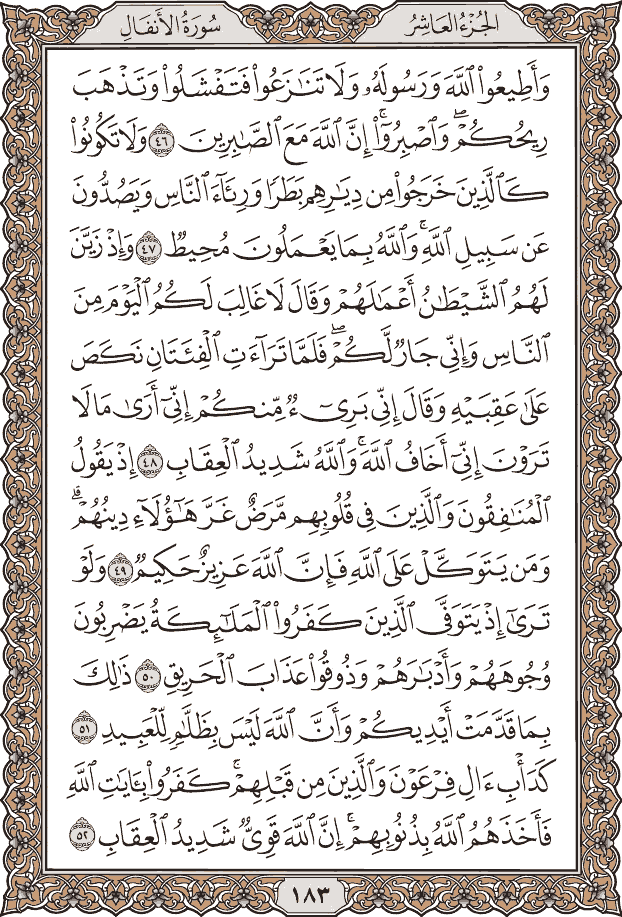 الجُزْءُ العَاشِرُ
سُورَةُ الأَنفَالِ
وَأَطِيعُوا۟ ٱللَّهَ وَرَسُولَهُۥ وَلَا تَنَٰزَعُوا۟ فَتَفْشَلُوا۟ وَتَذْهَبَ
رِيحُكُمْ ۖ وَٱصْبِرُوٓا۟ ۚ إِنَّ ٱللَّهَ مَعَ ٱلصَّٰبِرِينَ ٤٦ وَلَا تَكُونُوا۟
كَٱلَّذِينَ خَرَجُوا۟ مِن دِيَٰرِهِم بَطَرًا وَرِئَآءَ ٱلنَّاسِ وَيَصُدُّونَ
عَن سَبِيلِ ٱللَّهِ ۚ وَٱللَّهُ بِمَا يَعْمَلُونَ مُحِيطٌ ٤٧ وَإِذْ زَيَّنَ
لَهُمُ ٱلشَّيْطَٰنُ أَعْمَٰلَهُمْ وَقَالَ لَا غَالِبَ لَكُمُ ٱلْيَوْمَ مِنَ
ٱلنَّاسِ وَإِنِّى جَارٌ لَّكُمْ ۖ فَلَمَّا تَرَآءَتِ ٱلْفِئَتَانِ نَكَصَ
عَلَىٰ عَقِبَيْهِ وَقَالَ إِنِّى بَرِىٓءٌ مِّنكُمْ إِنِّىٓ أَرَىٰ مَا لَا
تَرَوْنَ إِنِّىٓ أَخَافُ ٱللَّهَ ۚ وَٱللَّهُ شَدِيدُ ٱلْعِقَابِ ٤٨ إِذْ يَقُولُ
ٱلْمُنَٰفِقُونَ وَٱلَّذِينَ فِى قُلُوبِهِم مَّرَضٌ غَرَّ هَٰٓؤُلَآءِ دِينُهُمْ ۗ
وَمَن يَتَوَكَّلْ عَلَى ٱللَّهِ فَإِنَّ ٱللَّهَ عَزِيزٌ حَكِيمٌ ٤٩ وَلَوْ
تَرَىٰٓ إِذْ يَتَوَفَّى ٱلَّذِينَ كَفَرُوا۟ ٱلْمَلَٰٓئِكَةُ يَضْرِبُونَ
وُجُوهَهُمْ وَأَدْبَٰرَهُمْ وَذُوقُوا۟ عَذَابَ ٱلْحَرِيقِ ٥٠ ذَٰلِكَ
بِمَا قَدَّمَتْ أَيْدِيكُمْ وَأَنَّ ٱللَّهَ لَيْسَ بِظَلَّٰمٍ لِّلْعَبِيدِ ٥١
كَدَأْبِ ءَالِ فِرْعَوْنَ وَٱلَّذِينَ مِن قَبْلِهِمْ ۚ كَفَرُوا۟ بِـَٔايَٰتِ ٱللَّهِ
فَأَخَذَهُمُ ٱللَّهُ بِذُنُوبِهِمْ ۗ إِنَّ ٱللَّهَ قَوِىٌّ شَدِيدُ ٱلْعِقَابِ ٥٢
١٨٣